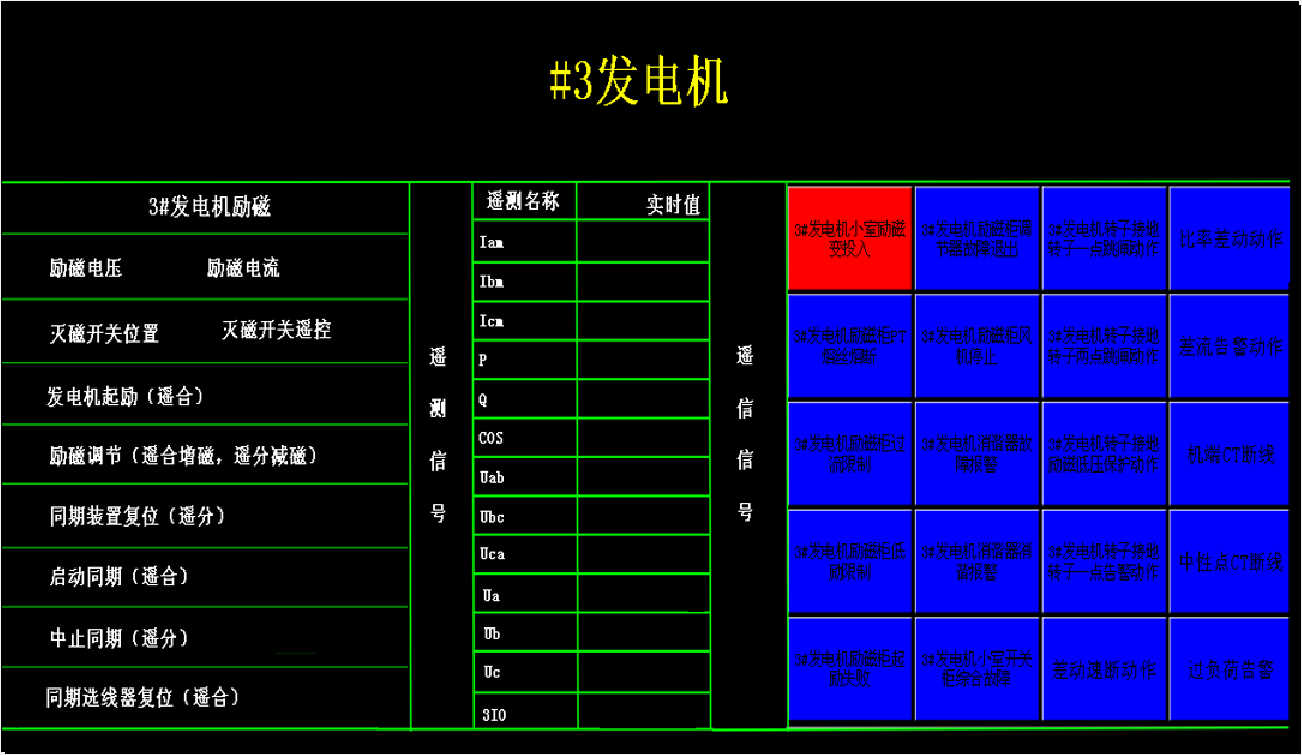 #3发电机
3#发电机励磁
励磁电压 励磁电流
灭磁开关位置 灭磁开关遥控
发电机起励（遥合）
励磁调节（遥合增磁，遥分减磁）
同期装置复位（遥分）
启动同期（遥合）
中止同期（遥分）
同期选线器复位（遥合）
遥
测
信
号
遥测名称 实时值
Iam
Ibm
Icm
P
Q
COS
Uab
Ubc
Uca
Ua
Ub
Uc
3I0
遥
信
信
号
3#发电机小室励磁
变投入
3#发电机励磁柜调
节器故障退出
3#发电机转子接地
转子一点跳闸动作
比率差动动作
3#发电机励磁柜PT
熔丝熔断
3#发电机励磁柜风
机停止
3#发电机转子接地
转子两点跳闸动作
差流告警动作
3#发电机励磁柜过
流限制
3#发电机消谐器故
障报警
3#发电机转子接地
励磁低压保护动作
机端CT断线
3#发电机励磁柜低
励限制
3#发电机消谐器消
谐报警
3#发电机转子接地
转子一点告警动作
中性点CT断线
3#发电机励磁柜起
励失败
3#发电机小室开关
柜综合故障
差动速断动作
过负荷告警